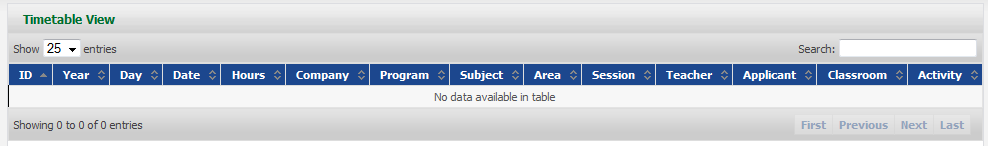 Timetable View
Show 25 entries Search:
ID Year Day Date Hours Company Program Subject Area Session Teacher Applicant Classroom Activity
No data available in table
Showing 0 to 0 of 0 entries First Previous Next Last